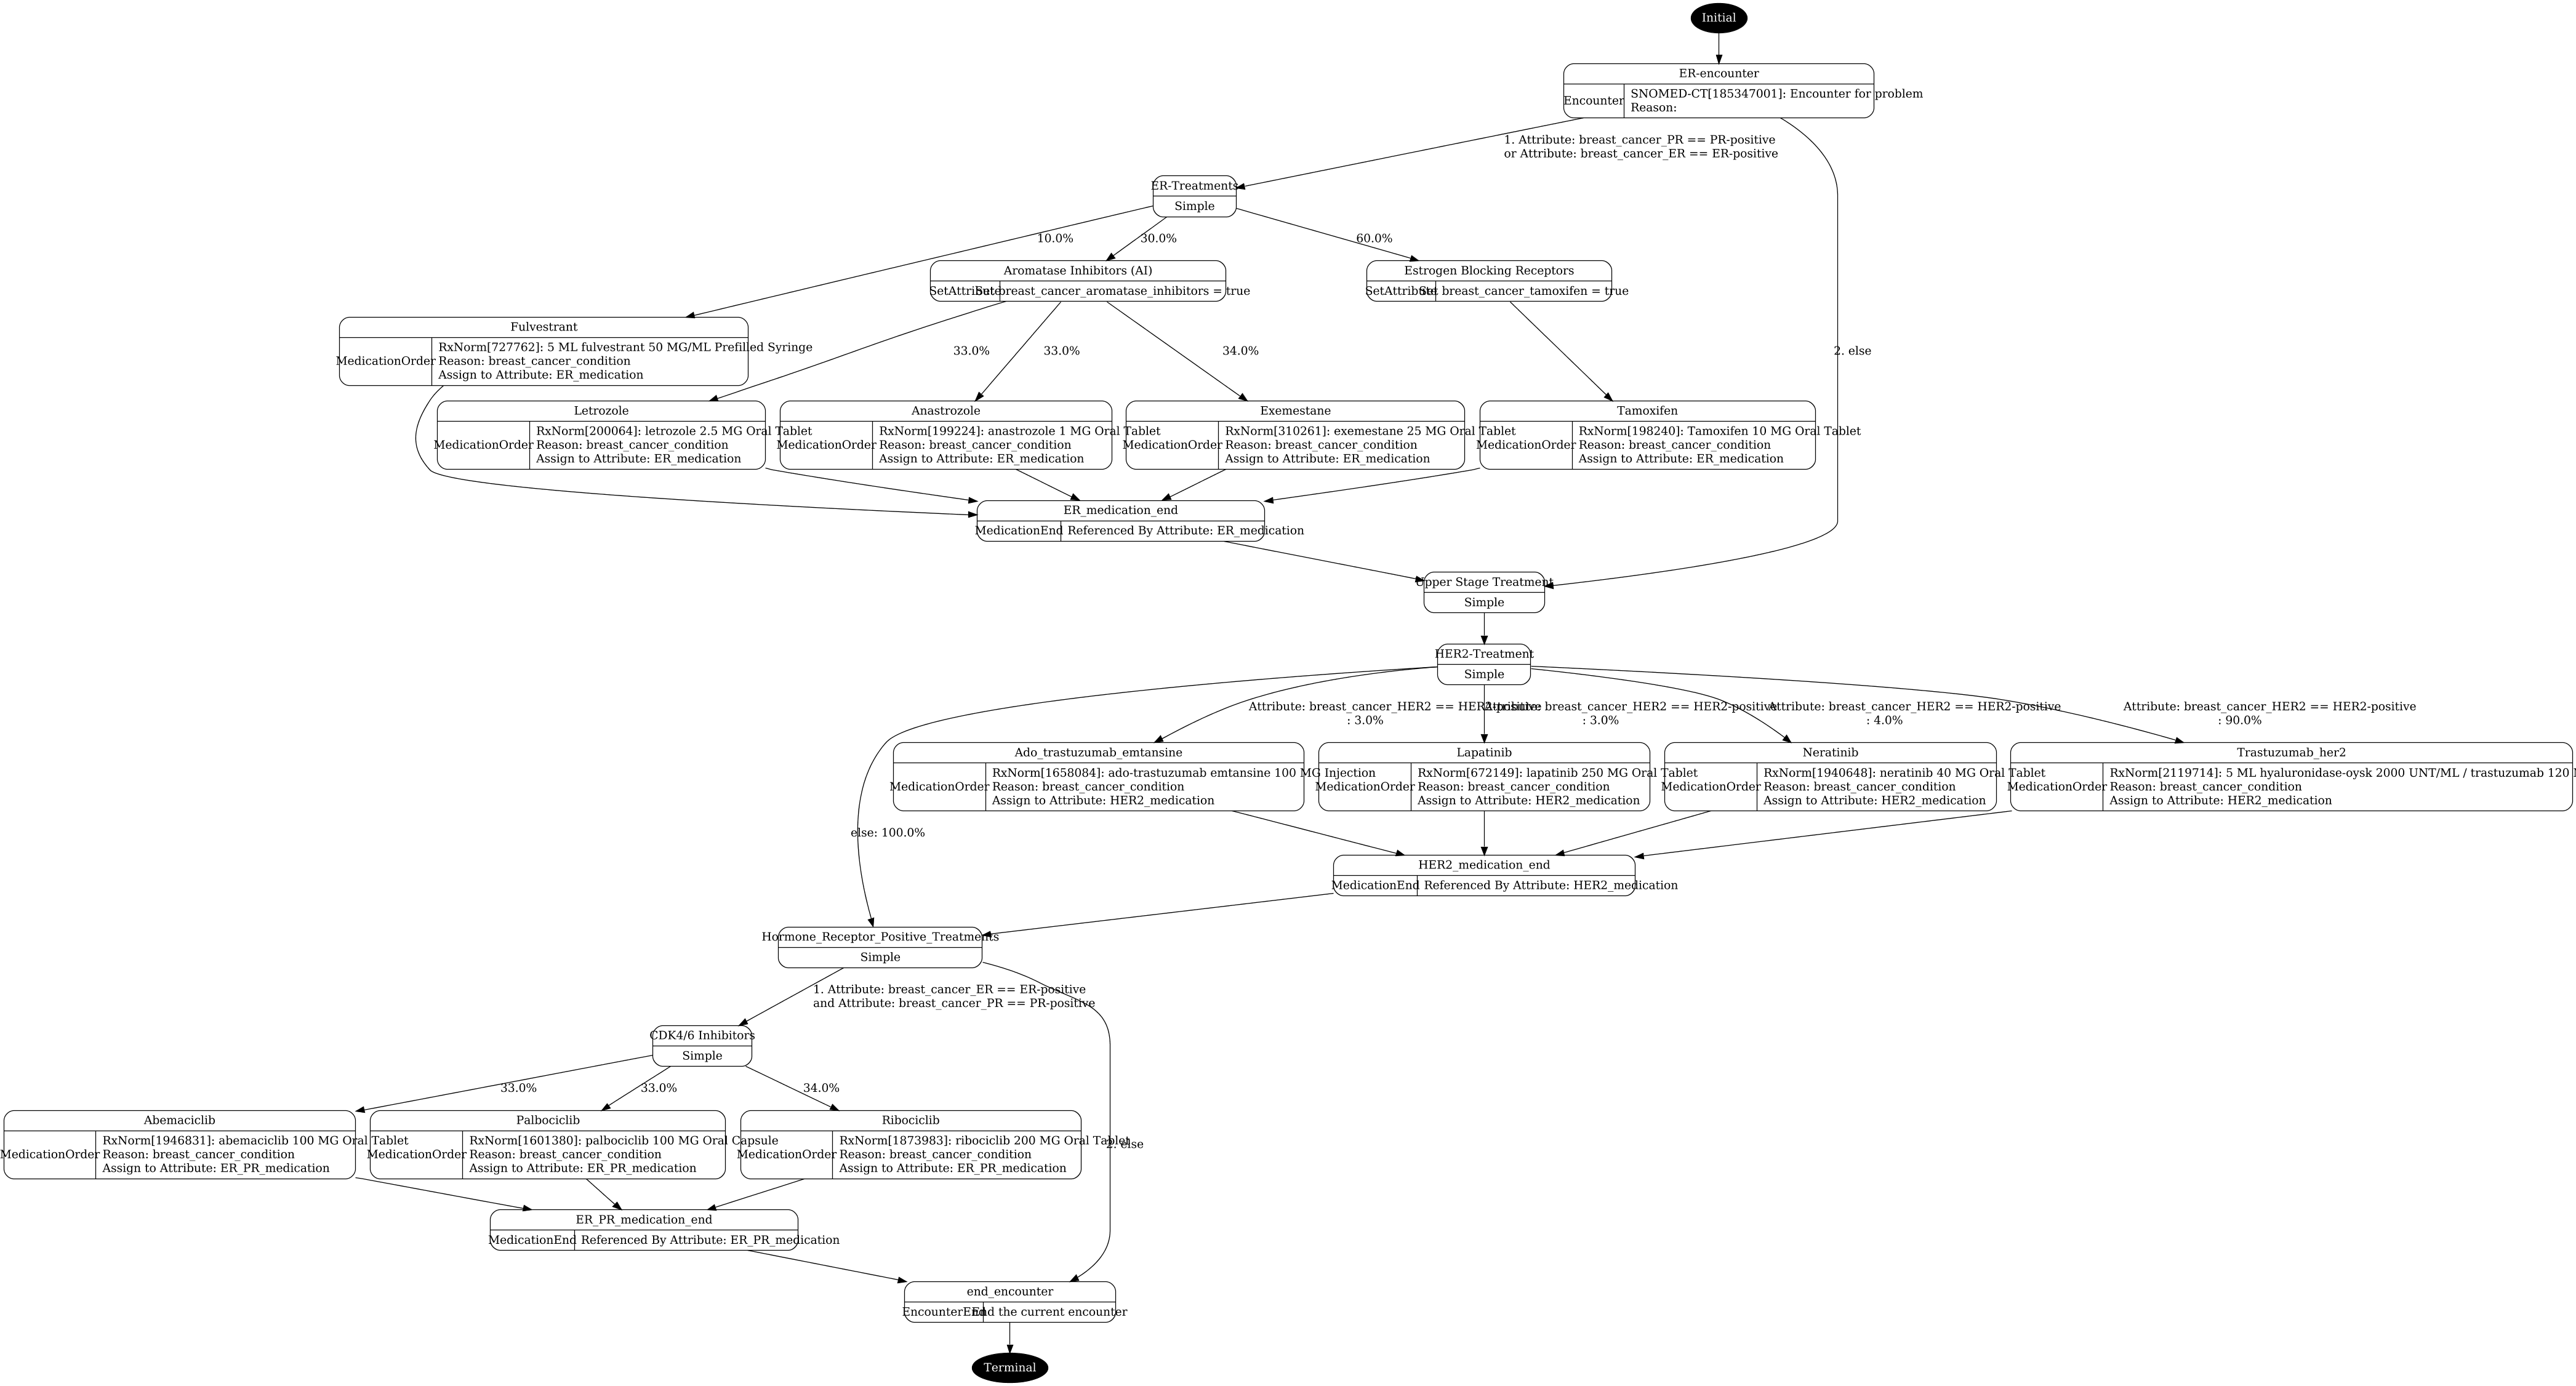 Initial
ER-encounter
Encounter
SNOMED-CT[185347001]: Encounter for problem
Reason:
1. Attribute: breast_cancer_PR == PR-positive
or Attribute: breast_cancer_ER == ER-positive
ER-Treatments
Simple
10.0%
30.0%
60.0%
Aromatase Inhibitors (AI)
SetAttribute
Set breast_cancer_aromatase_inhibitors = true
Estrogen Blocking Receptors
SetAttribute
Set breast_cancer_tamoxifen = true
Fulvestrant
MedicationOrder
RxNorm[727762]: 5 ML fulvestrant 50 MG/ML Prefilled Syringe
Reason: breast_cancer_condition
Assign to Attribute: ER_medication
33.0%
33.0%
34.0%
2. else
Letrozole
MedicationOrder
RxNorm[200064]: letrozole 2.5 MG Oral Tablet
Reason: breast_cancer_condition
Assign to Attribute: ER_medication
Anastrozole
MedicationOrder
RxNorm[199224]: anastrozole 1 MG Oral Tablet
Reason: breast_cancer_condition
Assign to Attribute: ER_medication
Exemestane
MedicationOrder
RxNorm[310261]: exemestane 25 MG Oral Tablet
Reason: breast_cancer_condition
Assign to Attribute: ER_medication
Tamoxifen
MedicationOrder
RxNorm[198240]: Tamoxifen 10 MG Oral Tablet
Reason: breast_cancer_condition
Assign to Attribute: ER_medication
ER_medication_end
MedicationEnd
Referenced By Attribute: ER_medication
Upper Stage Treatment
Simple
HER2-Treatment
Simple
Attribute: breast_cancer_HER2 == HER2-positive
: 3.0%
Attribute: breast_cancer_HER2 == HER2-positive
: 3.0%
Attribute: breast_cancer_HER2 == HER2-positive
: 4.0%
Attribute: breast_cancer_HER2 == HER2-positive
: 90.0%
Ado_trastuzumab_emtansine
MedicationOrder
RxNorm[1658084]: ado-trastuzumab emtansine 100 MG Injection
Reason: breast_cancer_condition
Assign to Attribute: HER2_medication
Lapatinib
MedicationOrder
RxNorm[672149]: lapatinib 250 MG Oral Tablet
Reason: breast_cancer_condition
Assign to Attribute: HER2_medication
Neratinib
MedicationOrder
RxNorm[1940648]: neratinib 40 MG Oral Tablet
Reason: breast_cancer_condition
Assign to Attribute: HER2_medication
Trastuzumab_her2
MedicationOrder
RxNorm[2119714]: 5 ML hyaluronidase-oysk 2000 UNT/ML / trastuzumab 120
Reason: breast_cancer_condition
Assign to Attribute: HER2_medication
else: 100.0%
HER2_medication_end
MedicationEnd
Referenced By Attribute: HER2_medication
Hormone_Receptor_Positive_Treatments
Simple
1. Attribute: breast_cancer_ER == ER-positive
and Attribute: breast_cancer_PR == PR-positive
CDK4/6 Inhibitors
Simple
33.0%
33.0%
34.0%
2. else
Abemaciclib
MedicationOrder
RxNorm[1946831]: abemaciclib 100 MG Oral Tablet
Reason: breast_cancer_condition
Assign to Attribute: ER_PR_medication
Palbociclib
MedicationOrder
RxNorm[1601380]: palbociclib 100 MG Oral Capsule
Reason: breast_cancer_condition
Assign to Attribute: ER_PR_medication
Ribociclib
MedicationOrder
RxNorm[1873983]: ribociclib 200 MG Oral Tablet
Reason: breast_cancer_condition
Assign to Attribute: ER_PR_medication
ER_PR_medication_end
MedicationEnd
Referenced By Attribute: ER_PR_medication
end_encounter
EncounterEnd
End the current encounter
Terminal